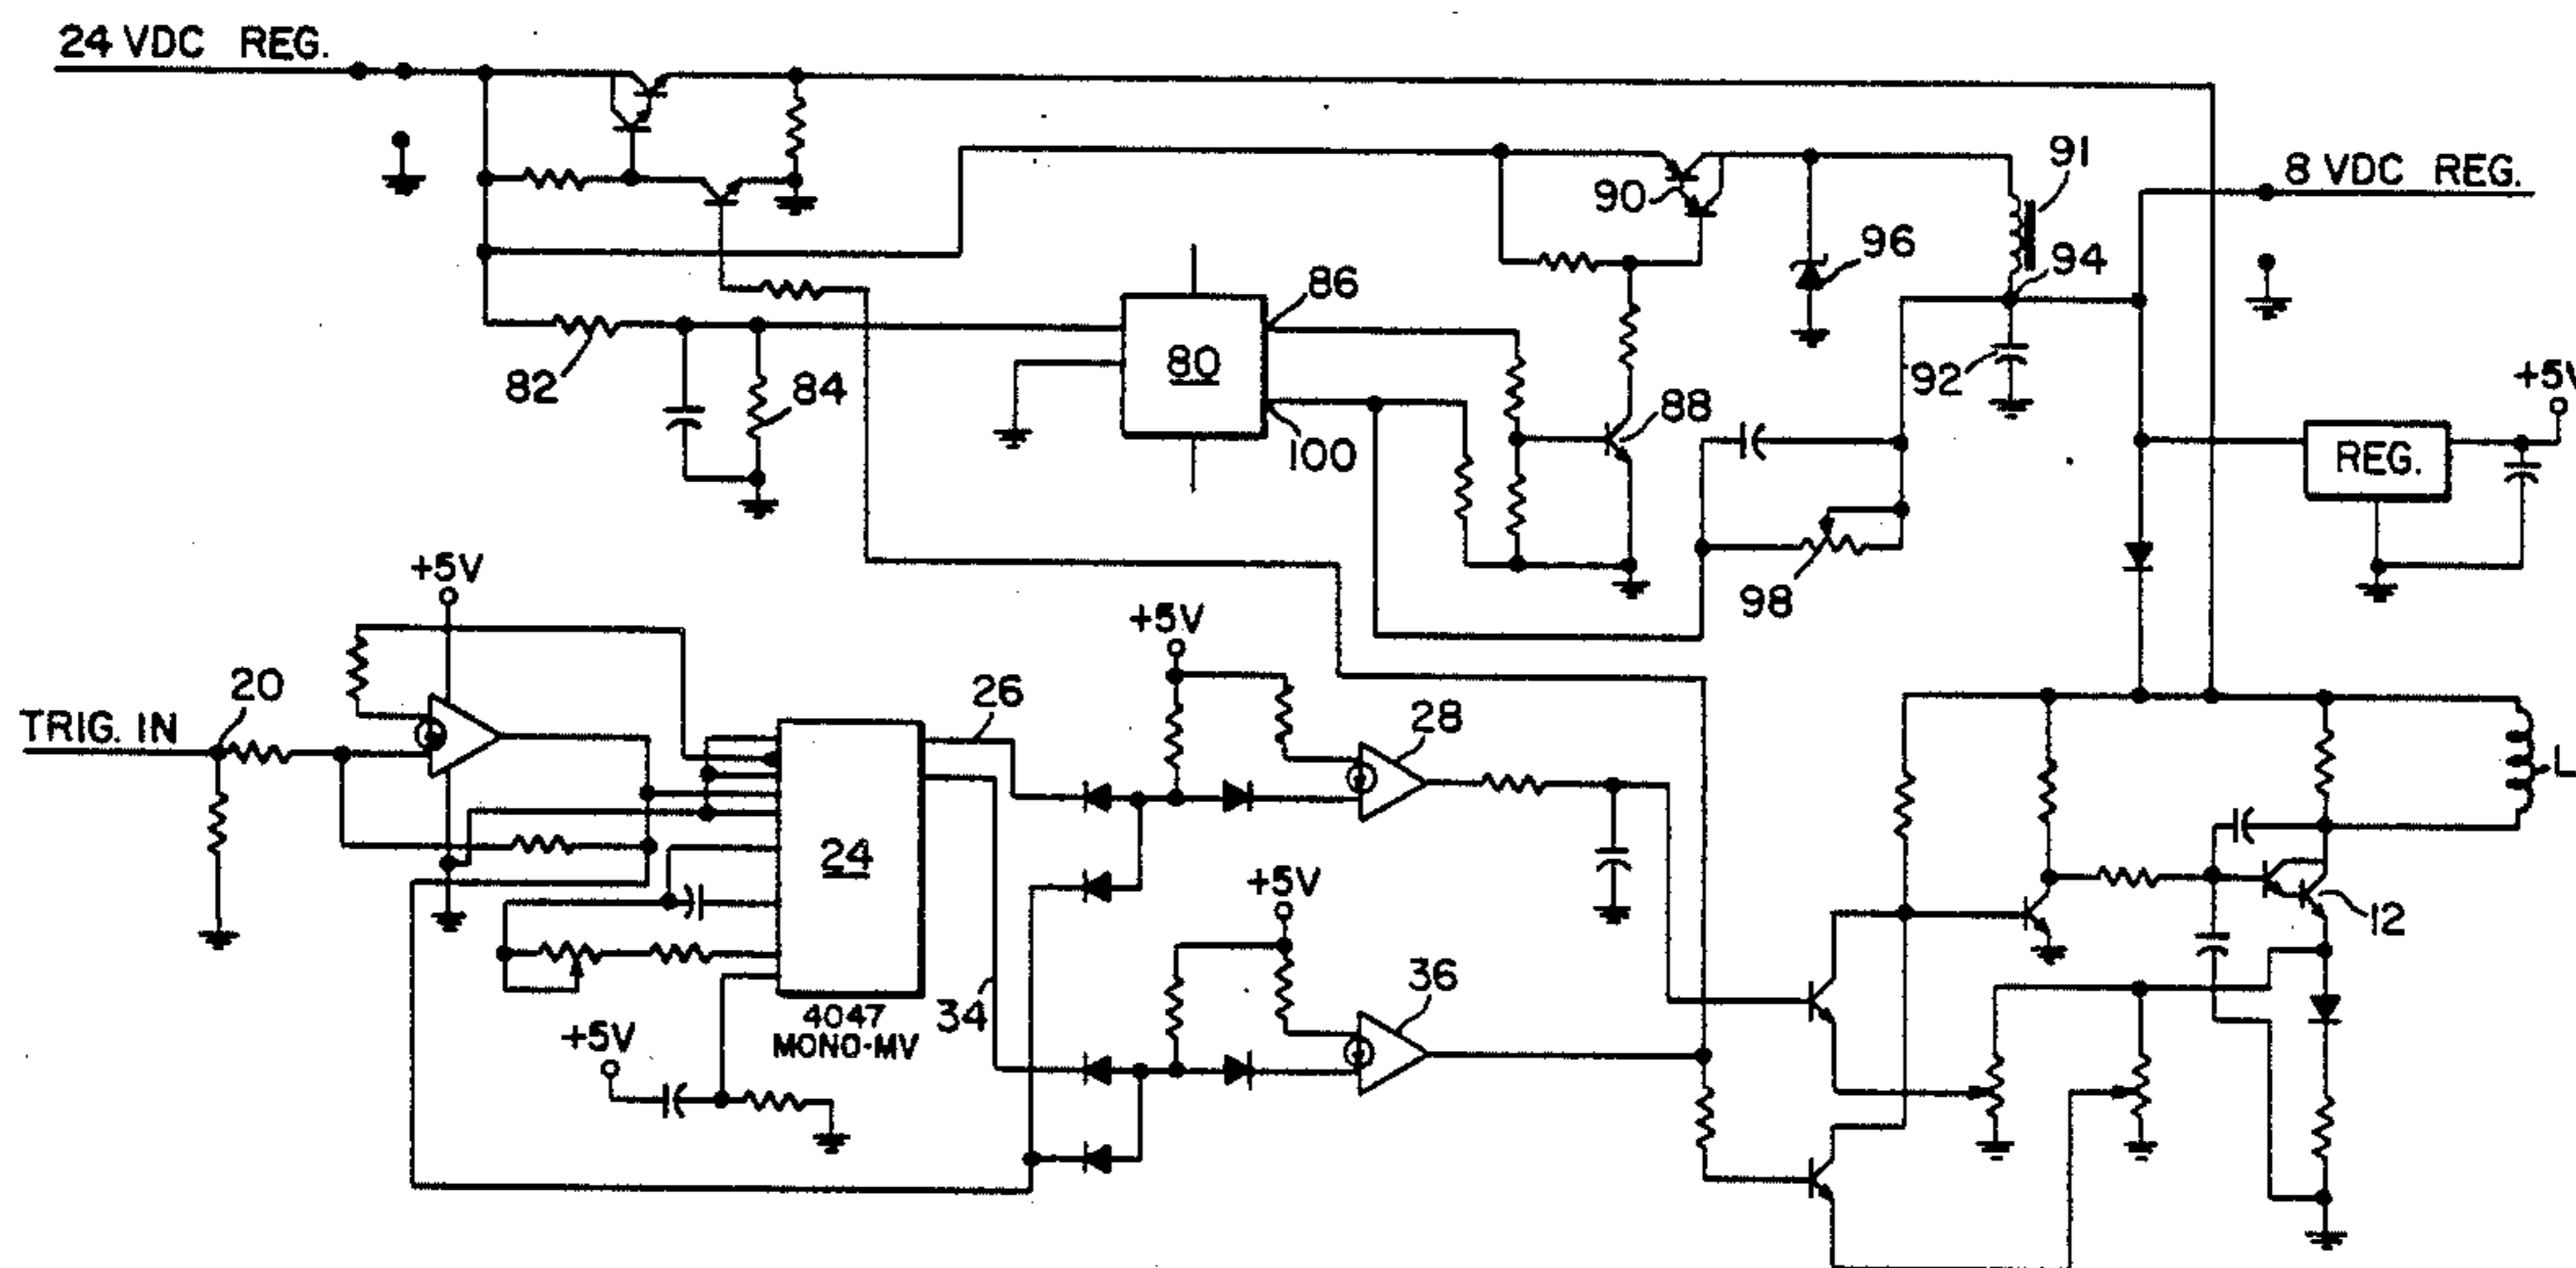 24 VDC REG.
91
8 VDC REG.
90
96
94
86
80
82
84
92
88
+5V
100
REG.
98
+5V
+5V
20
26
28
TRIG. IN
L
24
+5V
12
36
34
4047
MONO-MV
+5V